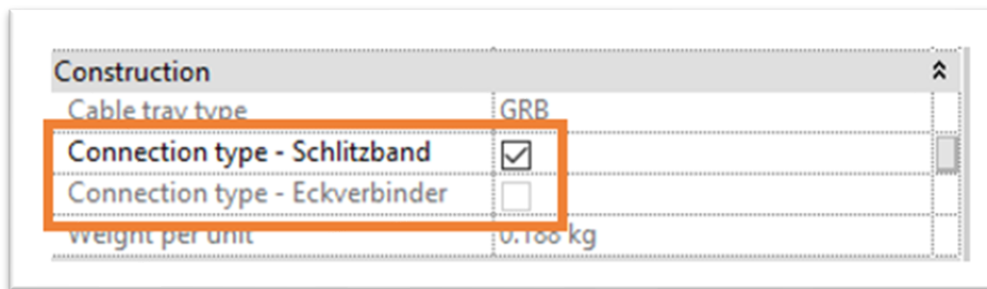 Construction
Cable tray type GRB
Connection type - Schlitzband
Connection type - Eckverbinder
Weight per unit 0.188 kg